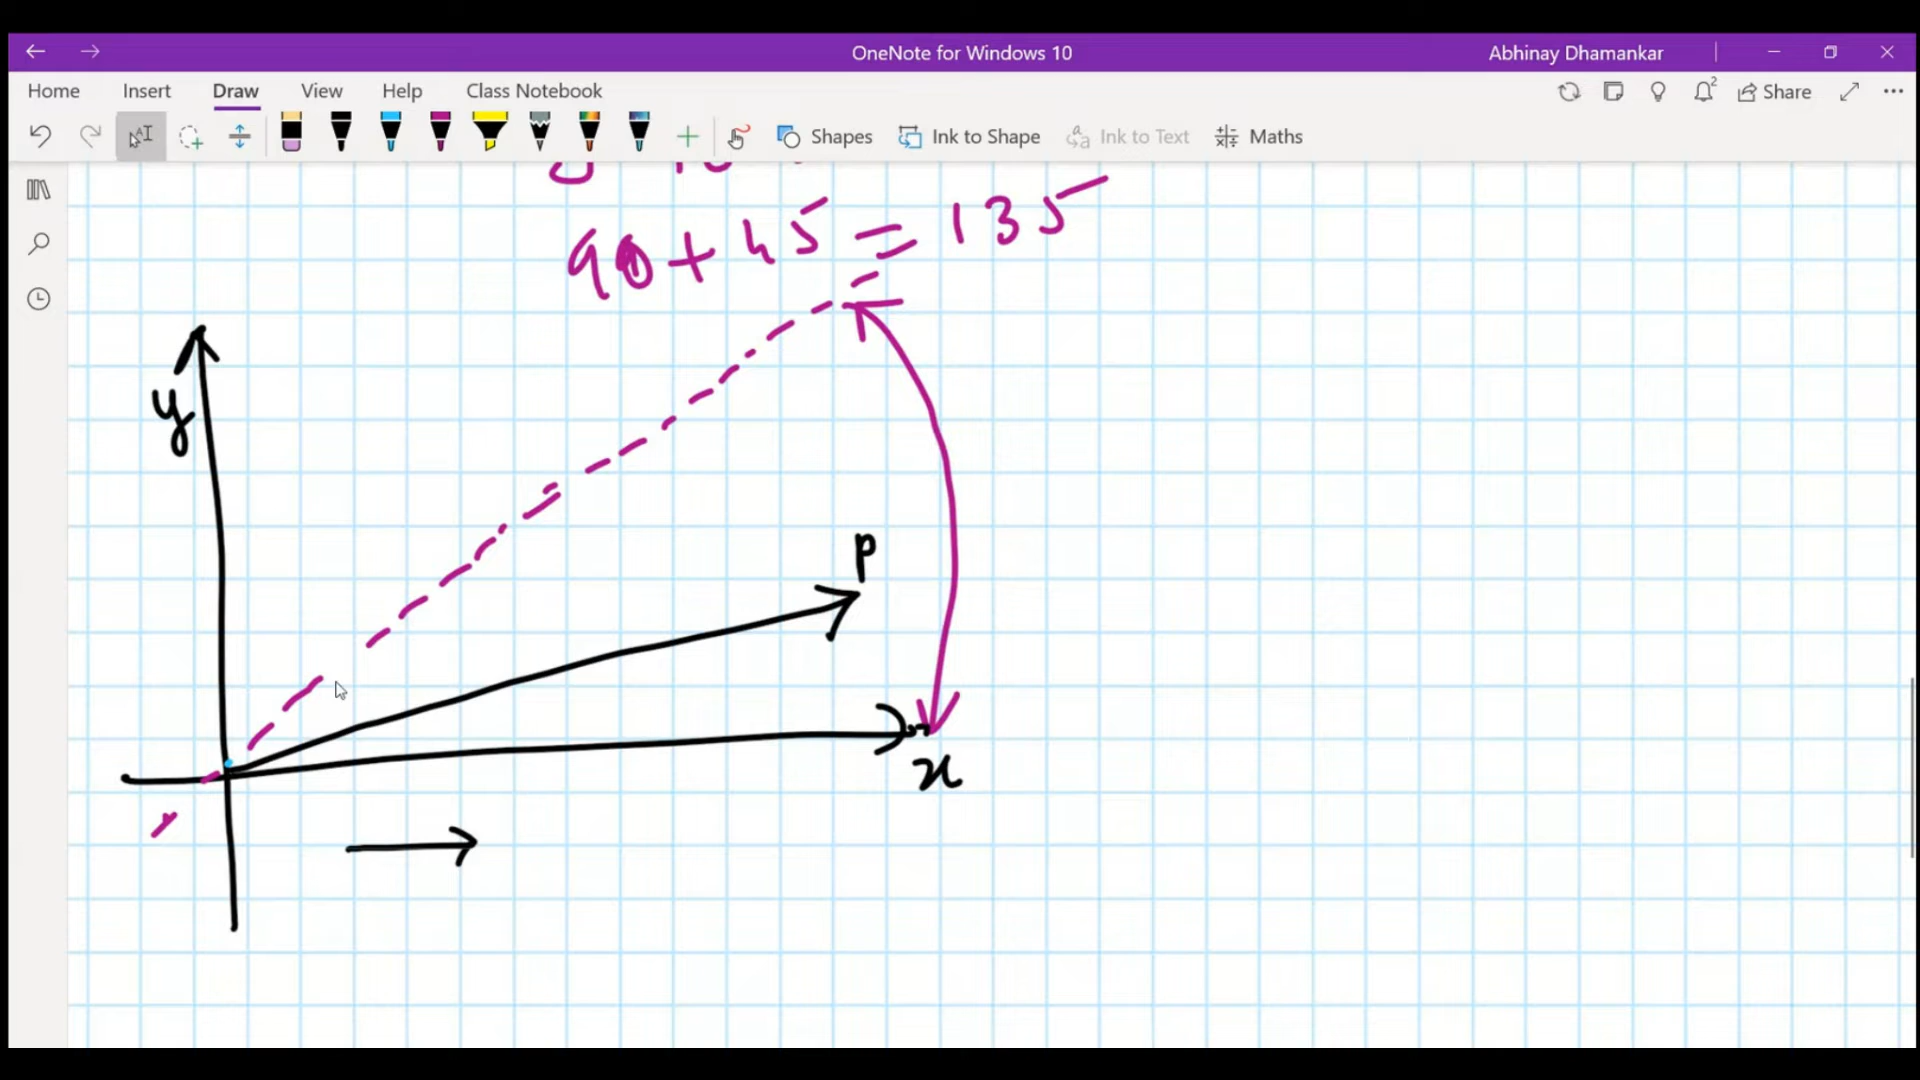 OneNote for Windows 10
Abhinay Dhamankar
Home Insert Draw View Help Class Notebook
2
Share
Shapes Ink to Shape Ink to Text Maths
90 + 45 = 135
y
P
x